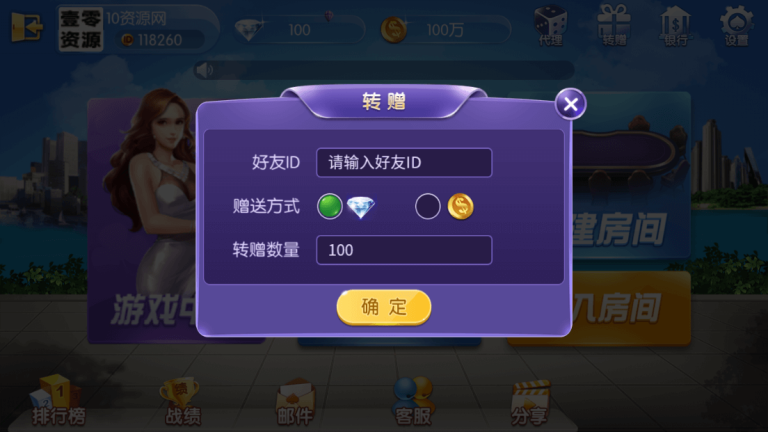 壹零
资源
10资源网
118260
100
100万
代理
转赠
银行
设置
转赠
好友ID
请输入好友ID
赠送方式
转赠数量
100
确定
游戏中
建房间
入房间
排行榜
战绩
邮件
客服
分享